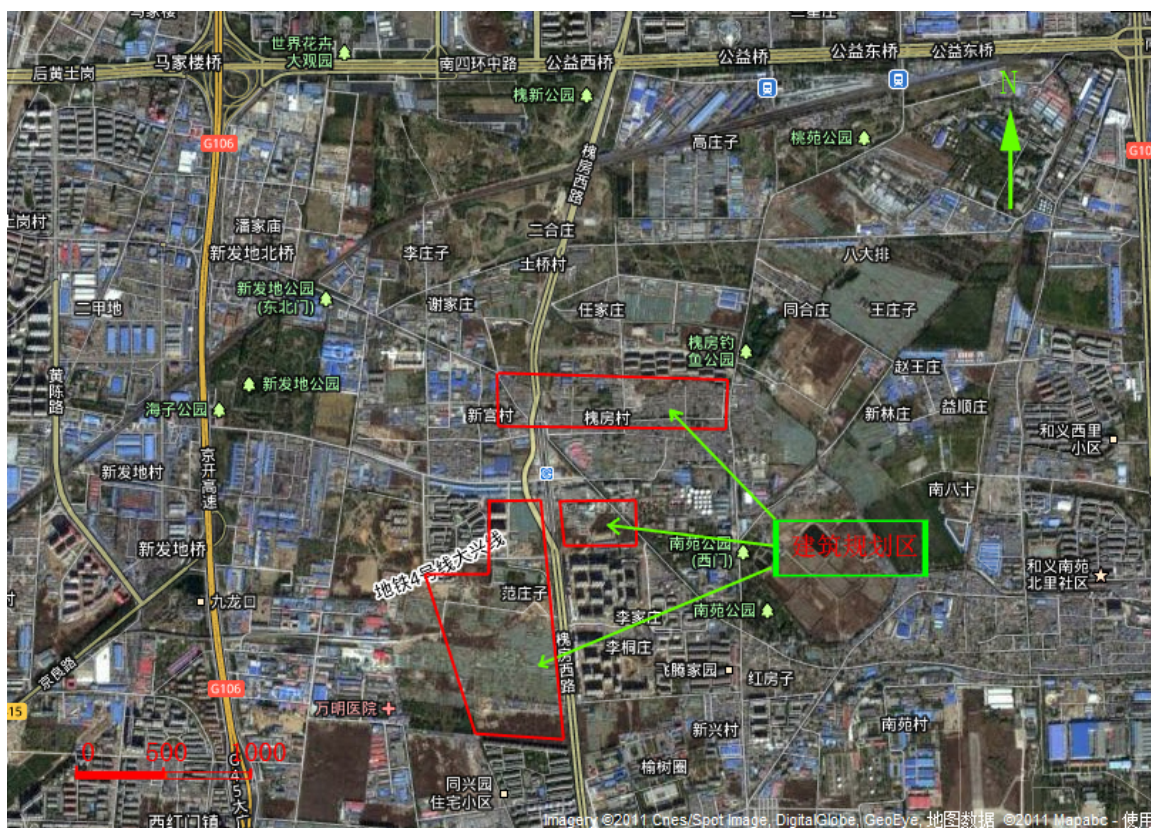 马家楼
世界花卉
大观园
公益西桥
公益桥
公益东桥
公益东桥
马家楼桥
南四环中路
后黄土岗
槐新公园
N
G106
高庄子
桃苑公园
槐房西路
土岗村
潘家庙
新发地北桥
李庄子
二合庄
土桥村
八大排
新发地公园
(东北门)
二甲地
谢家庄
任家庄
同合庄
王庄子
槐房钓
鱼公园
黄陈路
新发地公园
赵王庄
海子公园
新宫村
槐房村
新林庄
益顺庄
和义西里
小区
京开高速
新发地村
南八十
地铁4号线大兴线
南苑公园
(西门)
建筑规划区
新发地桥
和义南苑
北里社区
九龙口
范庄子
南苑公园
李家庄
李桐庄
槐房西路
飞腾家园
红房子
京良路
G106
15
万明医院
新兴村
南苑村
0 500 1000
G45大广
榆树圈
同兴园
住宅小区
西红门镇
Imagery ©2011 Cnes/Spot Image, DigitalGlobe, GeoEye, 地图数据 ©2011 Mapabc - 使用